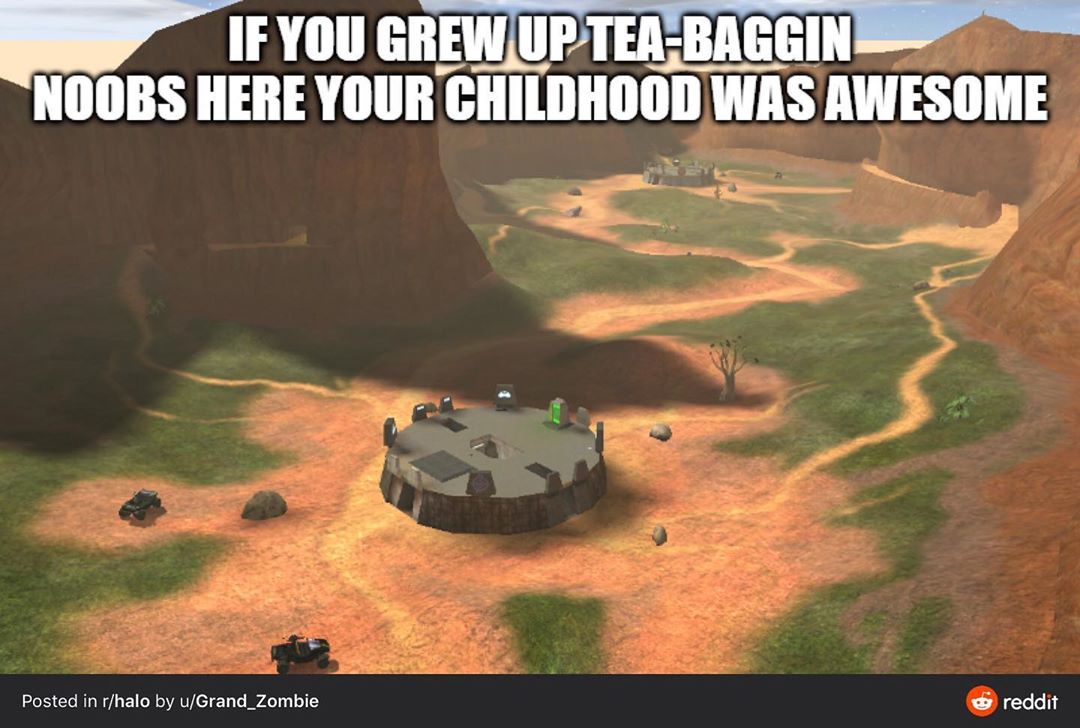 IF YOU GREW UP TEA-BAGGIN
NOOBS HERE YOUR CHILDHOOD WAS AWESOME
Posted in r/halo by u/Grand_Zombie
reddit